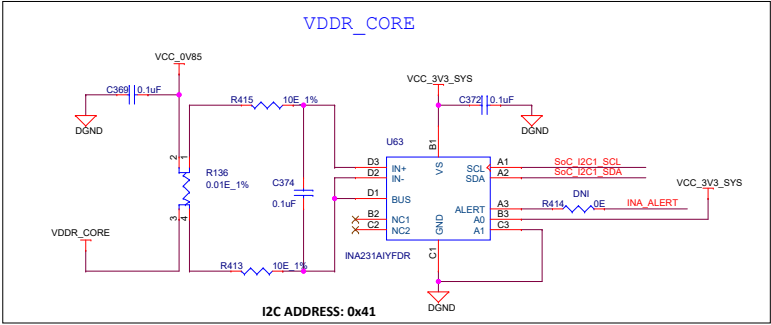 VDDR_CORE
VCC_0V85
VCC_3V3_SYS
C369
0.1uF
DGND
R415
10E_1%
C372
0.1uF
DGND
U63
2
1
R136
0.01E_1%
3
4
C374
0.1uF
D3
IN+
D2
IN-
D1
BUS
B2
NC1
C2
NC2
B1
VS
GND
C1
SCL
A1
SoC_I2C1_SCL
SDA
A2
SoC_I2C1_SDA
VCC_3V3_SYS
DNI
ALERT
A3
R414
0E
INA_ALERT
A0
B3
A1
C3
VDDR_CORE
R413
10E_1%
INA231AIYFDR
DGND
I2C ADDRESS: 0x41